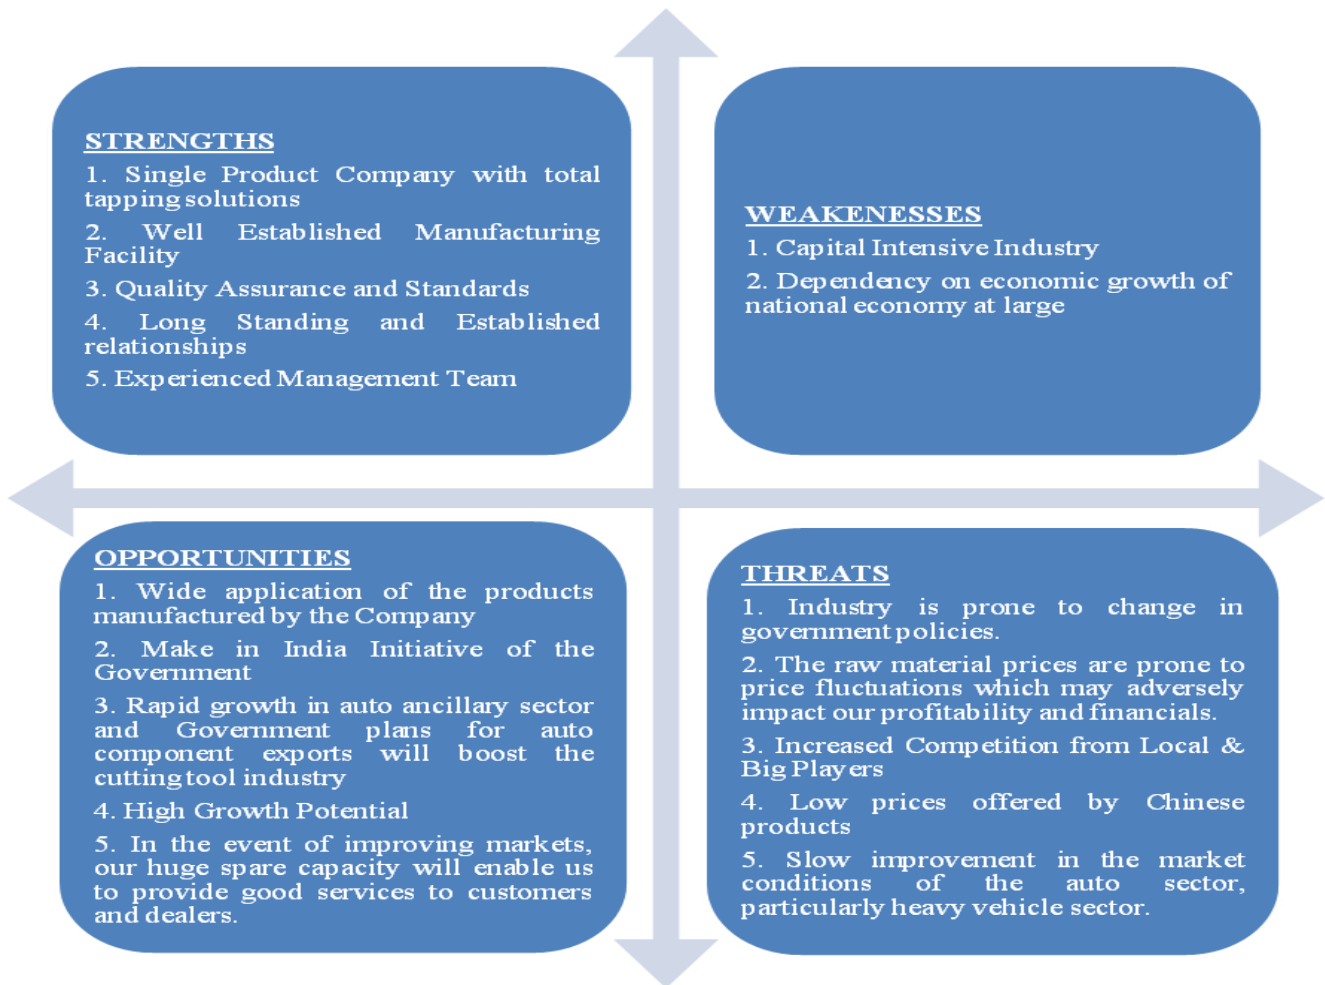 STRENGTHS
1. Single Product Company with total
tapping solutions
2. Well Established Manufacturing
Facility
3. Quality Assurance and Standards
4. Long Standing and Established
relationships
5. Experienced Management Team
WEAKENESSES
1. Capital Intensive Industry
2. Dependency on economic growth of
national economy at large
OPPORTUNITIES
1. Wide application of the products
manufactured by the Company
2. Make in India Initiative of the
Government
3. Rapid growth in auto ancillary sector
and Government plans for auto
component exports will boost the
cutting tool industry
4. High Growth Potential
5. In the event of improving markets,
our huge spare capacity will enable us
to provide good services to customers
and dealers.
THREATS
1. Industry is prone to change in
government policies.
2. The raw material prices are prone to
price fluctuations which may adversely
impact our profitability and financials.
3. Increased Competition from Local &
Big Players
4. Low prices offered by Chinese
products
5. Slow improvement in the market
conditions of the auto sector,
particularly heavy vehicle sector.